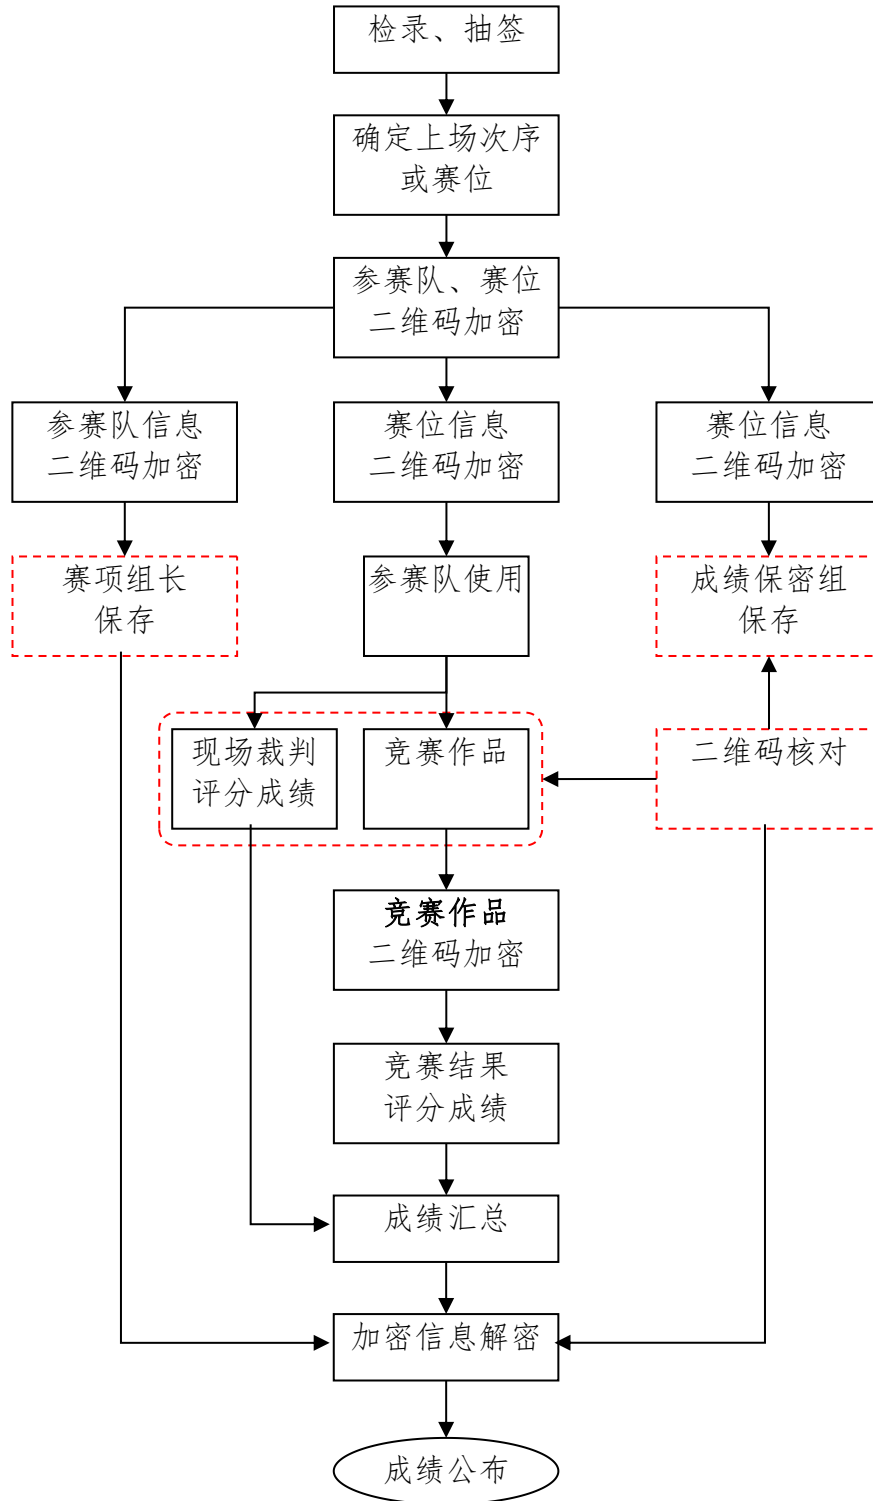 检录、抽签
确定上场次序
或赛位
参赛队、赛位
二维码加密
参赛队信息
二维码加密
赛位信息
二维码加密
赛位信息
二维码加密
赛项组长
保存
参赛队使用
成绩保密组
保存
现场裁判
评分成绩
竞赛作品
二维码核对
竞赛作品
二维码加密
竞赛结果
评分成绩
成绩汇总
加密信息解密
成绩公布